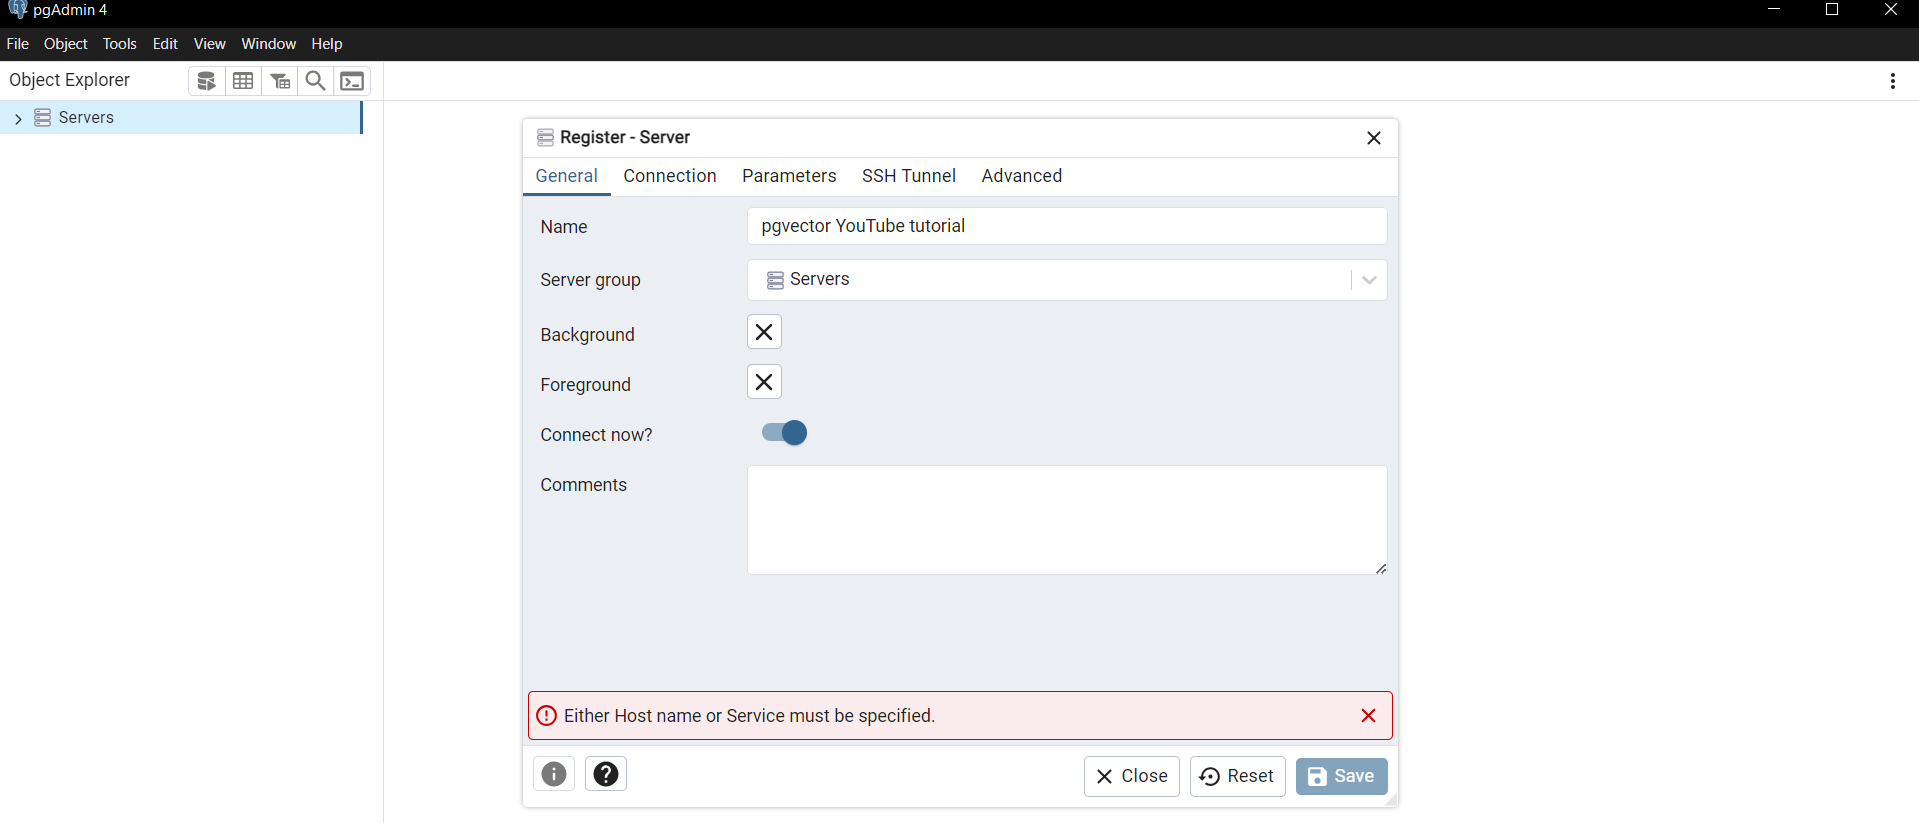 pgAdmin 4
File Object Tools Edit View Window Help
Object Explorer
Servers
Register - Server
General Connection Parameters SSH Tunnel Advanced
Name pgvector YouTube tutorial
Server group Servers
Background
Foreground
Connect now?
Comments
Either Host name or Service must be specified.
Close Reset Save